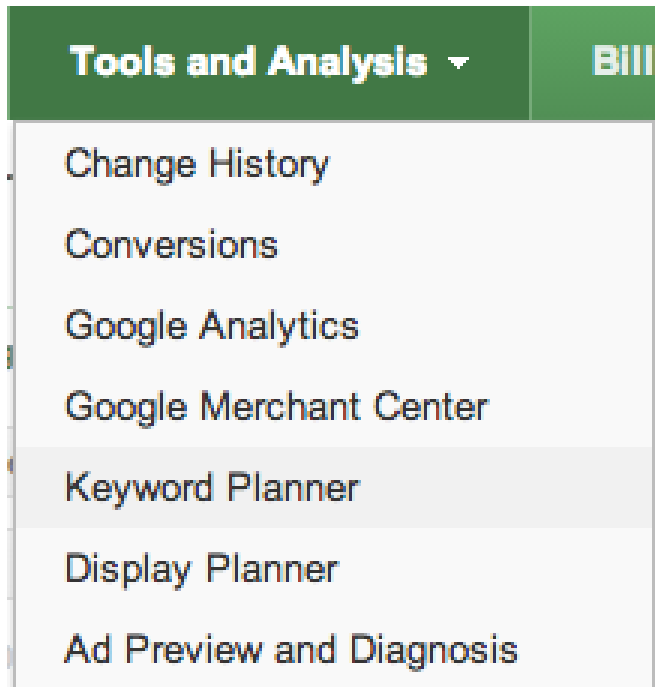 Tools and Analysis Bill
Change History
Conversions
Google Analytics
Google Merchant Center
Keyword Planner
Display Planner
Ad Preview and Diagnosis